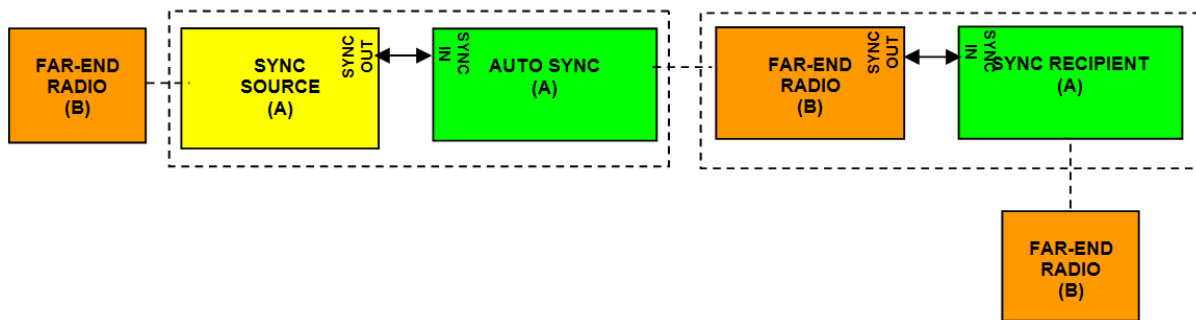 FAR-END
RADIO
(B)
SYNC
SOURCE
(A)
SYNC
OUT
SYNC
IN
AUTO SYNC
(A)
FAR-END
RADIO
(B)
SYNC
OUT
SYNC
IN
SYNC RECIPIENT
(A)
FAR-END
RADIO
(B)